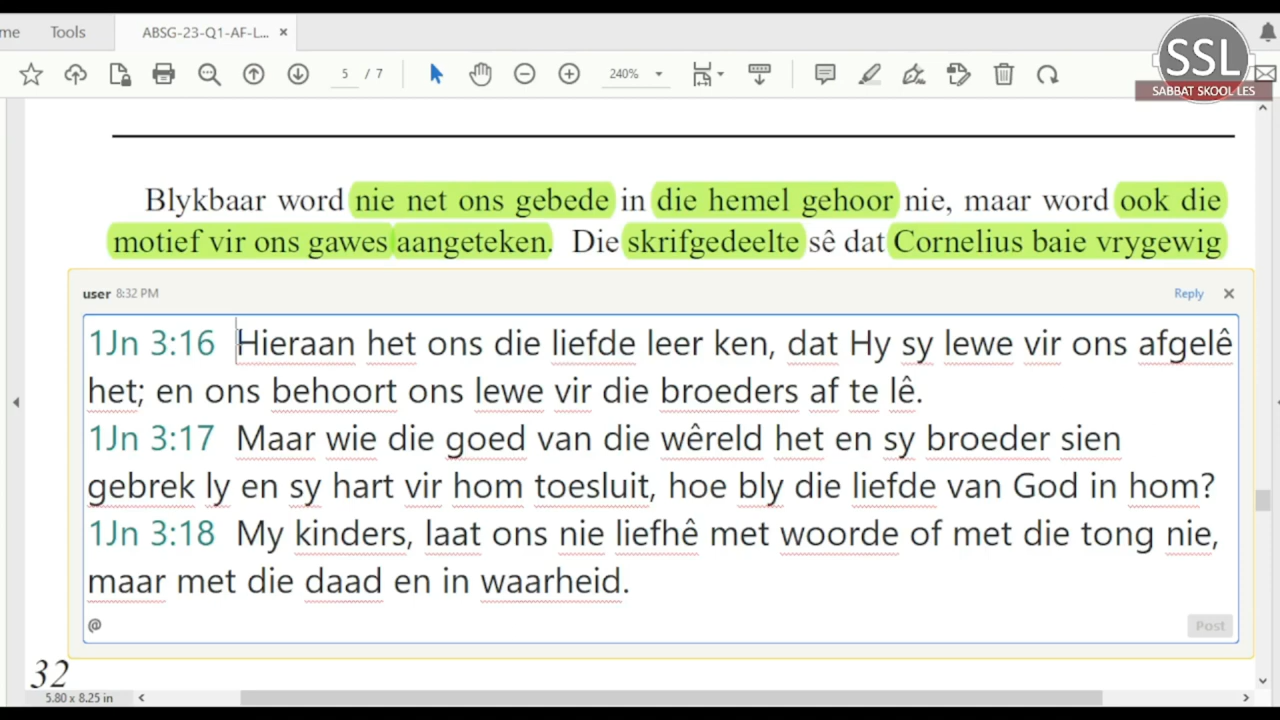 me Tools ABSG-23-Q1-AF-L... ×
5 / 7 240%
SSL
SABBAT SKOOL LES
Blykbaar word nie net ons gebede in die hemel gehoor nie, maar word ook die
motief vir ons gawes aangeteken. Die skrifgedeelte sê dat Cornelius baie vrygewig
user 8:32 PM Reply ×
1Jn 3:16 Hieraan het ons die liefde leer ken, dat Hy sy lewe vir ons afgelê
het; en ons behoort ons lewe vir die broeders af te lê.
1Jn 3:17 Maar wie die goed van die wêreld het en sy broeder sien
gebrek ly en sy hart vir hom toesluit, hoe bly die liefde van God in hom?
1Jn 3:18 My kinders, laat ons nie liefhê met woorde of met die tong nie,
maar met die daad en in waarheid.
@ Post
32
5.80 x 8.25 in